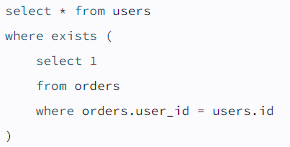 select * from users
where exists (
    select 1
    from orders
    where orders.user_id = users.id
)